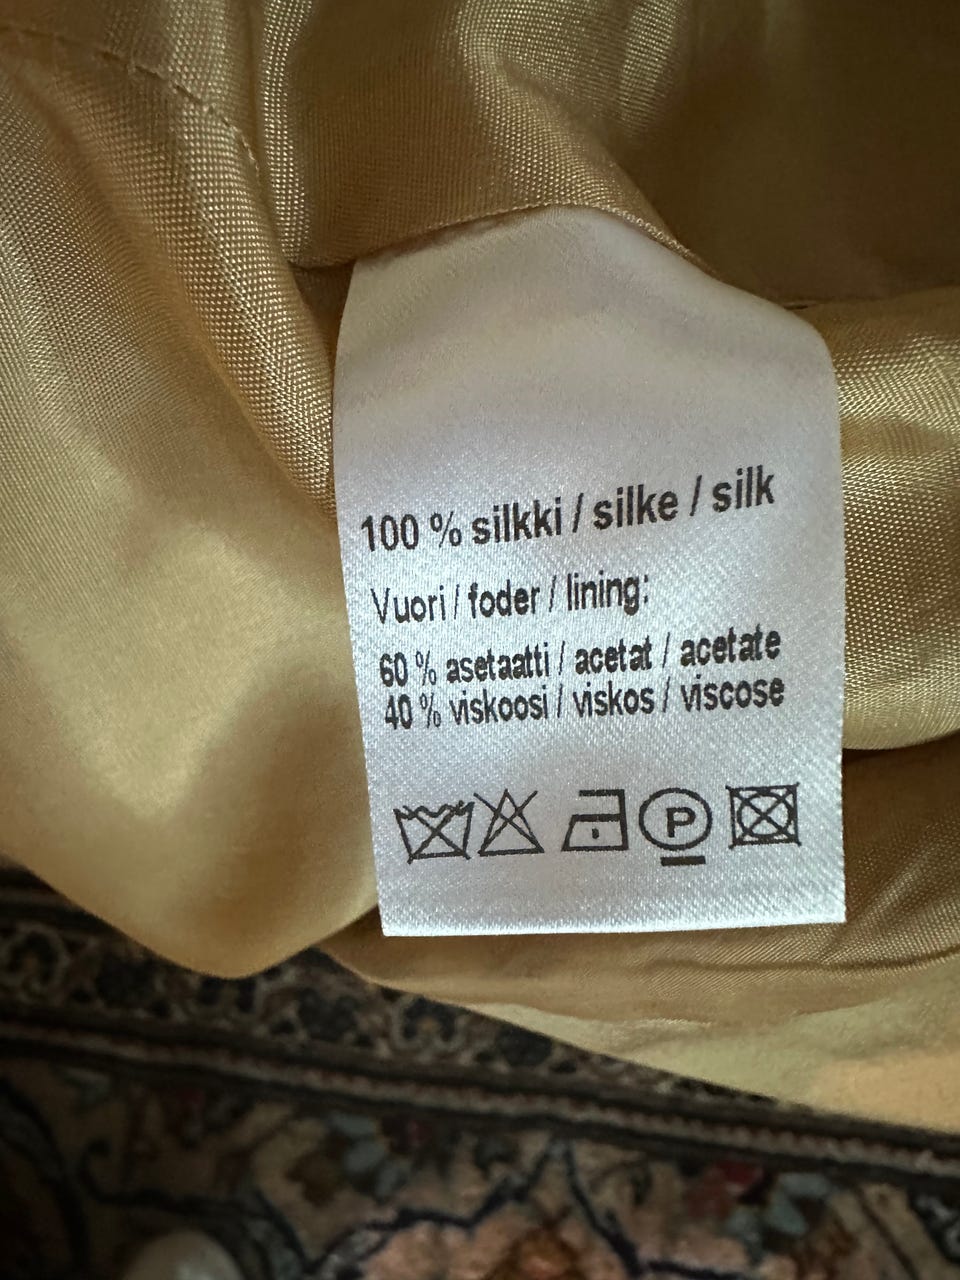 100 % silkki / silke / silk
Vuori / foder / lining:
60 % asetaatti / acetat / acetate
40 % viskoosi / viskos / viscose
P